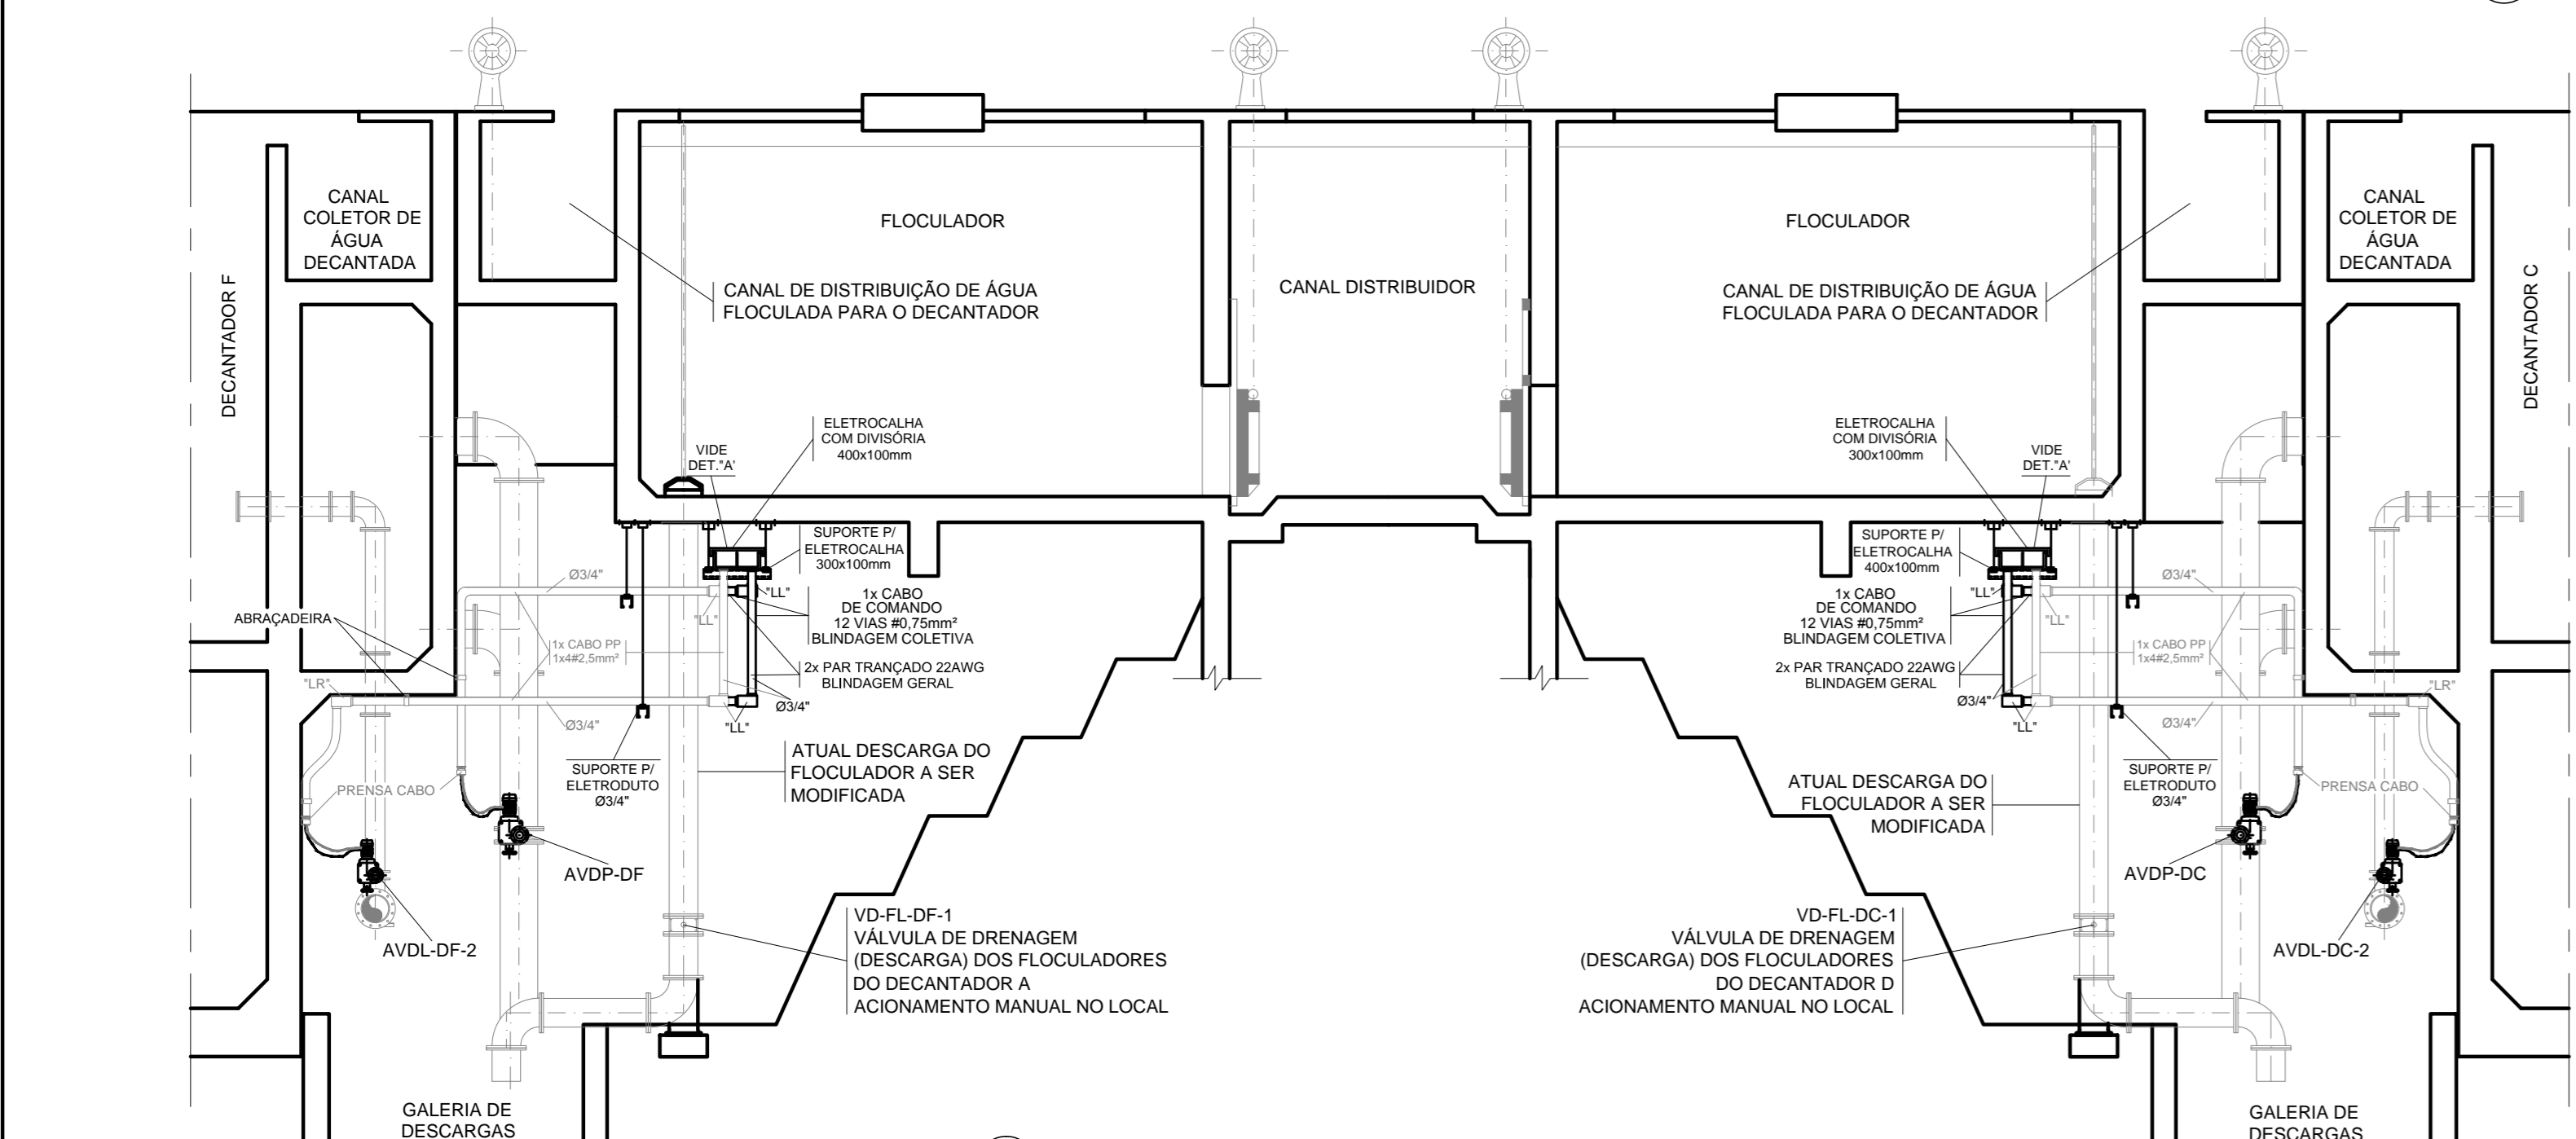 CANAL
COLETOR DE
ÁGUA
DECANTADA
DECANTADOR F
FLOCULADOR
CANAL DE DISTRIBUIÇÃO DE ÁGUA
FLOCULADA PARA O DECANTADOR
CANAL DISTRIBUIDOR
FLOCULADOR
CANAL DE DISTRIBUIÇÃO DE ÁGUA
FLOCULADA PARA O DECANTADOR
CANAL
COLETOR DE
ÁGUA
DECANTADA
DECANTADOR C
VIDE
DET."A'
ELETROCALHA
COM DIVISÓRIA
400x100mm
SUPORTE P/
ELETROCALHA
300x100mm
Ø3/4"
"LL"
"LL"
ABRAÇADEIRA
1x CABO PP
1x4#2,5mm²
1x CABO
DE COMANDO
12 VIAS #0,75mm²
BLINDAGEM COLETIVA
2x PAR TRANÇADO 22AWG
BLINDAGEM GERAL
"LR"
Ø3/4"
Ø3/4"
"LL"
SUPORTE P/
ELETRODUTO
Ø3/4"
PRENSA CABO
ATUAL DESCARGA DO
FLOCULADOR A SER
MODIFICADA
AVDP-DF
AVDL-DF-2
VD-FL-DF-1
VÁLVULA DE DRENAGEM
(DESCARGA) DOS FLOCULADORES
DO DECANTADOR A
ACIONAMENTO MANUAL NO LOCAL
GALERIA DE
DESCARGAS
ELETROCALHA
COM DIVISÓRIA
300x100mm
VIDE
DET."A'
SUPORTE P/
ELETROCALHA
400x100mm
Ø3/4"
"LL"
"LL"
1x CABO
DE COMANDO
12 VIAS #0,75mm²
BLINDAGEM COLETIVA
1x CABO PP
1x4#2,5mm²
2x PAR TRANÇADO 22AWG
BLINDAGEM GERAL
"LR"
Ø3/4"
Ø3/4"
"LL"
SUPORTE P/
ELETRODUTO
Ø3/4"
PRENSA CABO
ATUAL DESCARGA DO
FLOCULADOR A SER
MODIFICADA
AVDP-DC
AVDL-DC-2
VD-FL-DC-1
VÁLVULA DE DRENAGEM
(DESCARGA) DOS FLOCULADORES
DO DECANTADOR D
ACIONAMENTO MANUAL NO LOCAL
GALERIA DE
DESCARGAS